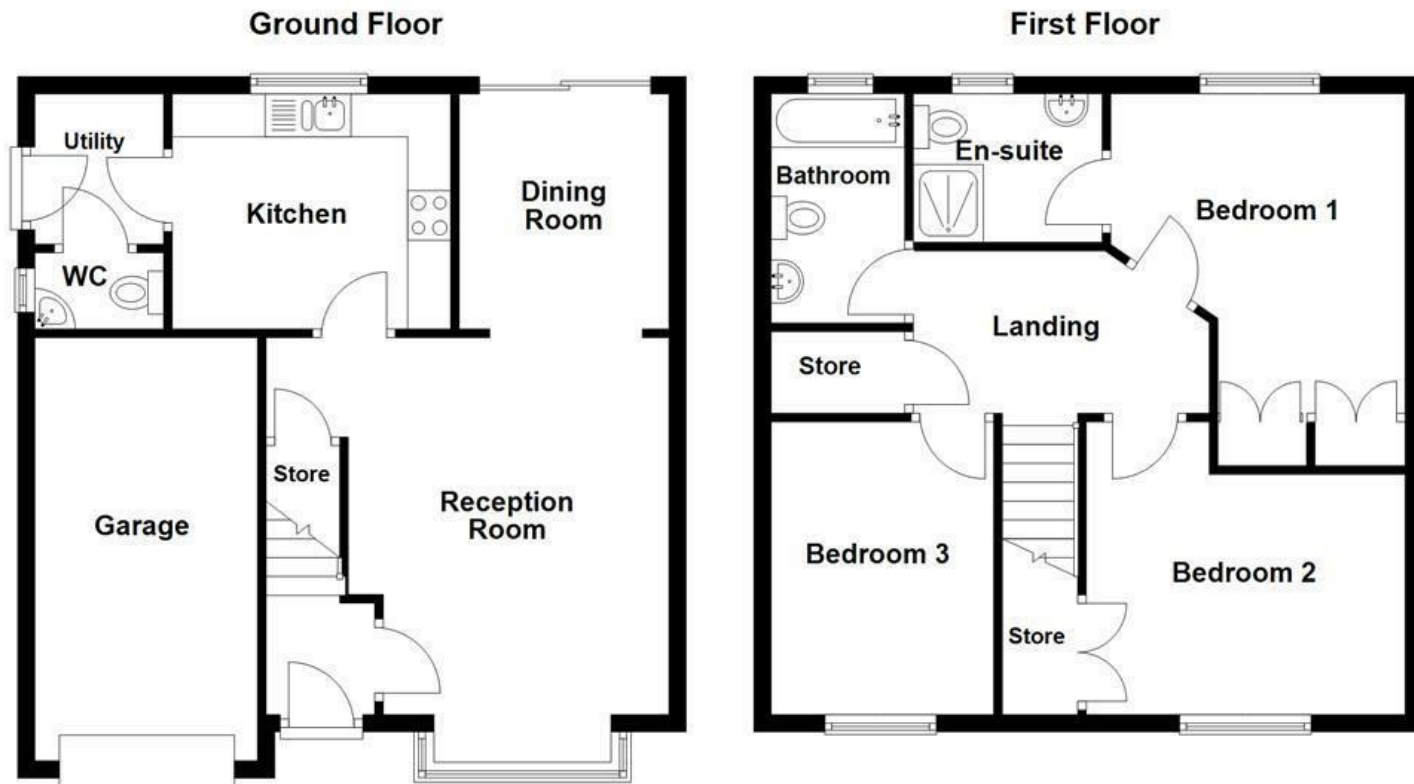 Ground Floor
First Floor
Utility
Kitchen
Dining
Room
WC
Garage
Store
Reception
Room
Bathroom
En-suite
Bedroom 1
Landing
Store
Bedroom 3
Bedroom 2
Store